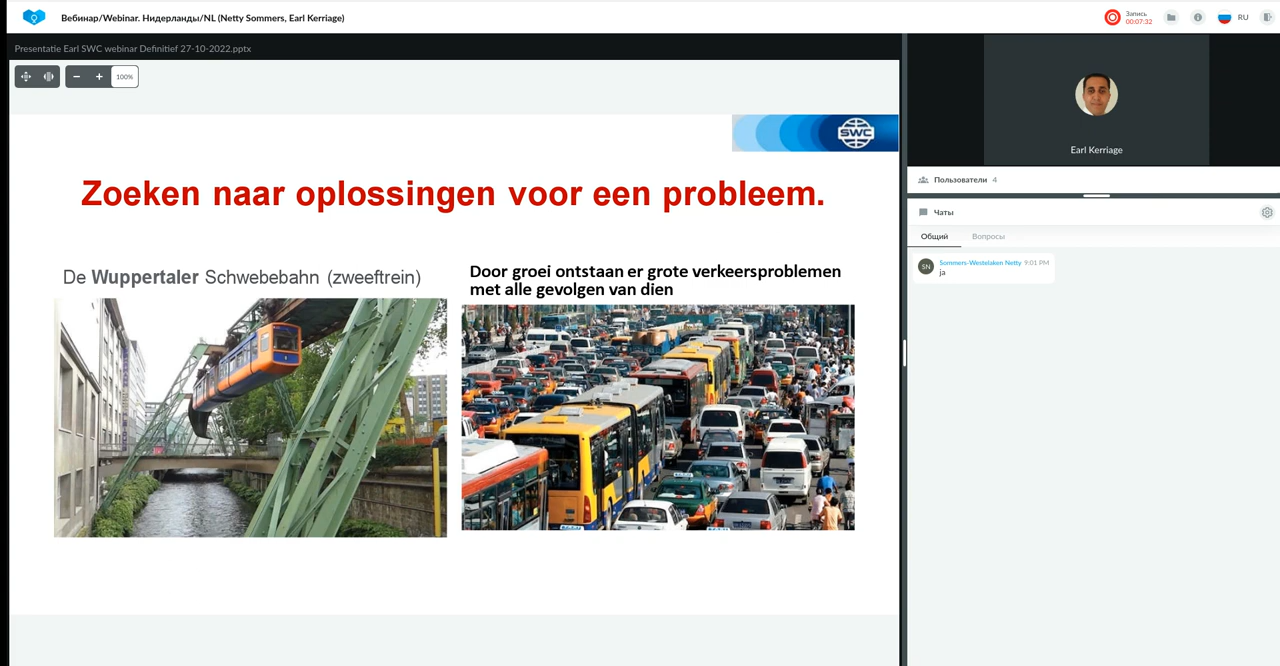 Вебинар/Webinar. Нидерланды/NL (Netty Sommers, Earl Kerriage)
Запись
00:07:32
RU
Presentatie Earl SWC webinar Definitief 27-10-2022.pptx
100%
SWC
Zoeken naar oplossingen voor een probleem.
De Wuppertaler Schwebebahn (zweeftrein)
Door groei ontstaan er grote verkeersproblemen
met alle gevolgen van dien
Earl Kerriage
Пользователи 4
Чаты
Общий Вопросы
SN
Sommers-Westelaken Netty 9:01 PM
ja